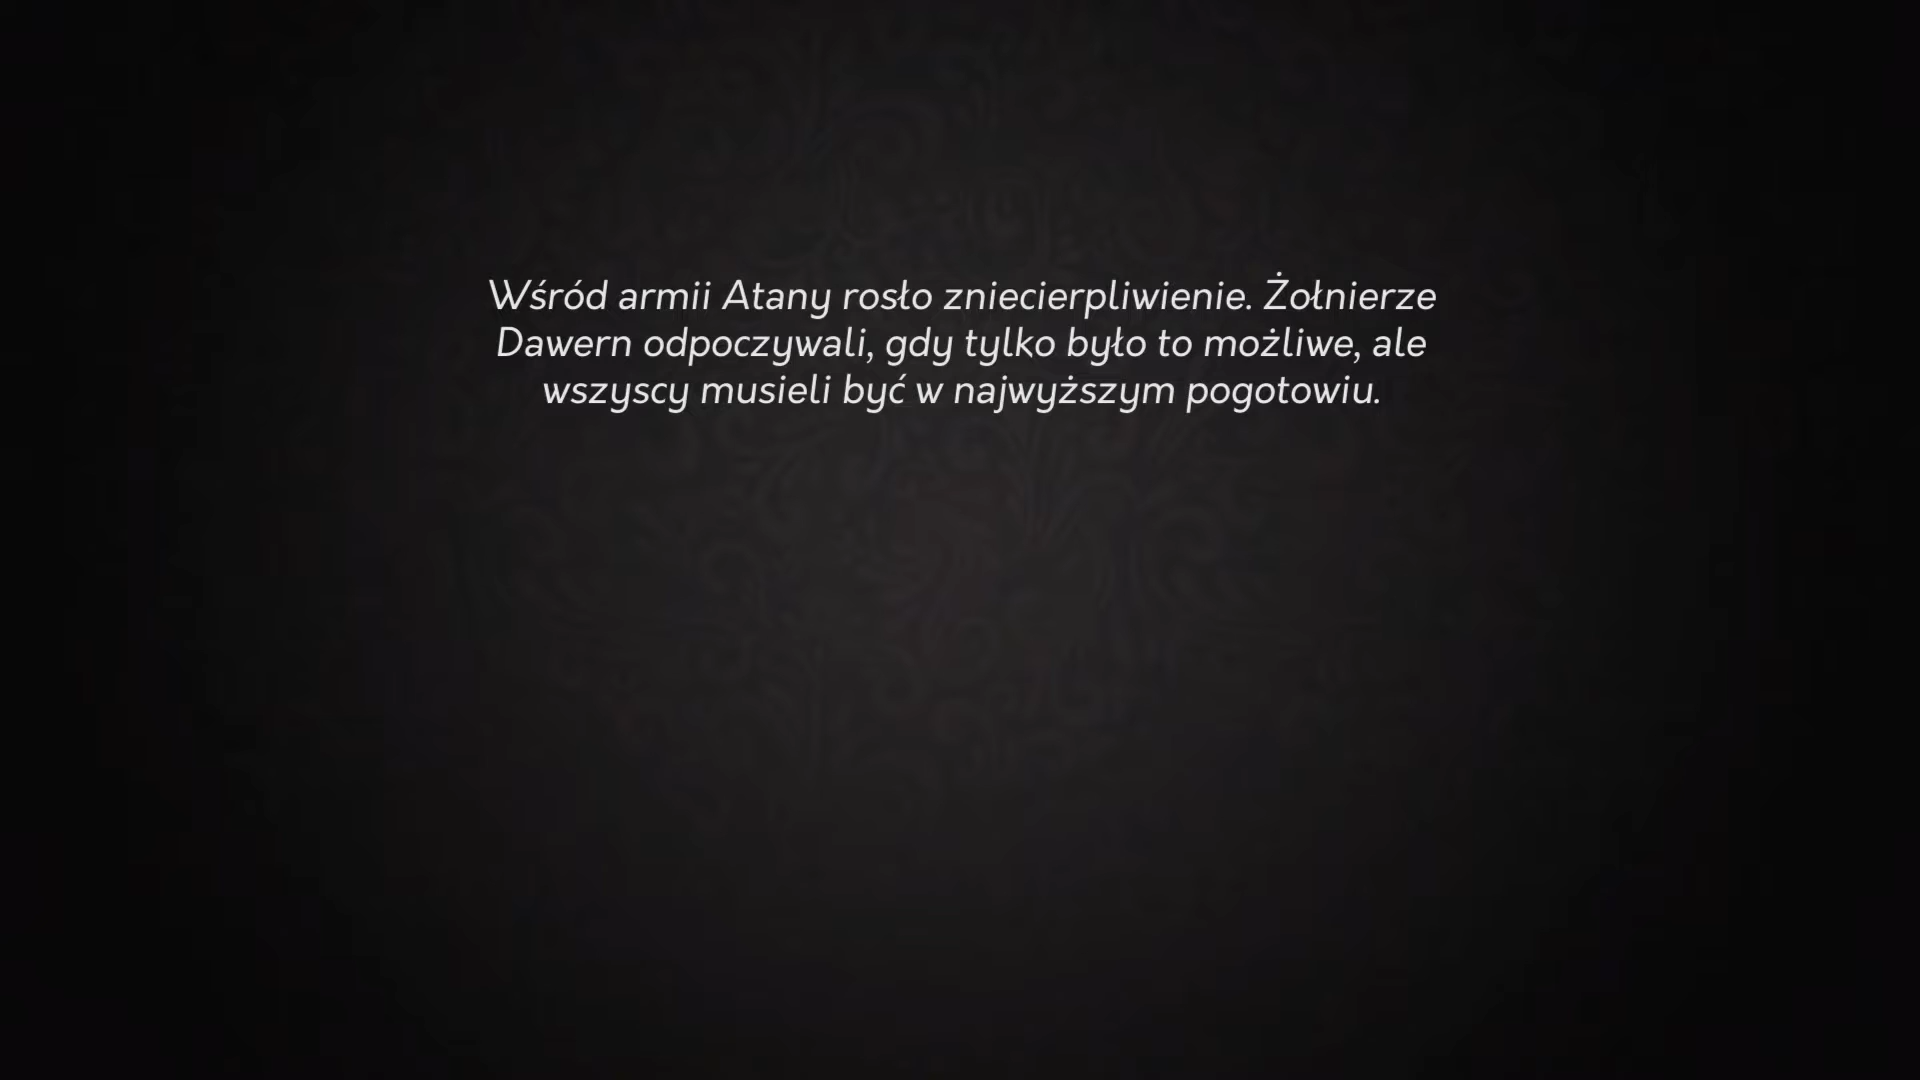 Wśród armii Atany rosło zniecierpliwienie. Żołnierze
Dawern odpoczywali, gdy tylko było to możliwe, ale
wszyscy musieli być w najwyższym pogotowiu.